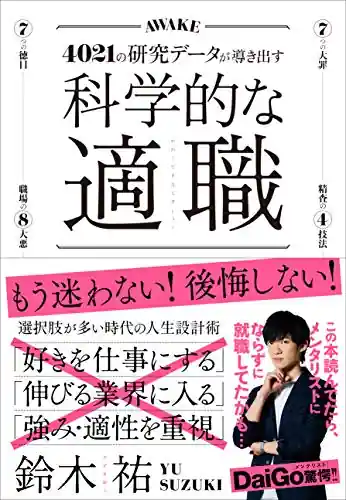 AWAKE
4021の研究データが導き出す
科学的な
適職
7つの大罪
精査の4技法
7つの徳目
職場の8大悪
もう迷わない! 後悔しない!
選択肢が多い時代の人生設計術
「好きを仕事にする」
「伸びる業界に入る」
「強み・適性を重視」
鈴木祐 YU
SUZUKI
この本読んでたら、
メンタリストに
ならずに
就職してたかも…
メンタリスト
DaiGo驚愕!!